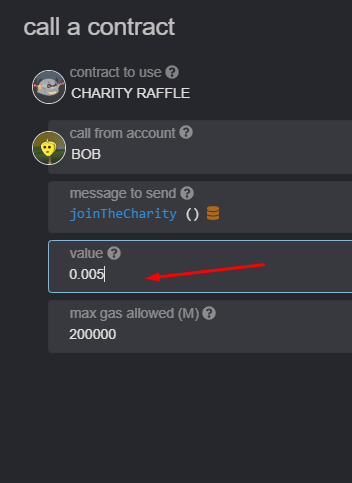 call a contract
contract to use ?
CHARITY RAFFLE
call from account ?
BOB
message to send ?
joinTheCharity ()
value ?
0.005
max gas allowed (M) ?
200000